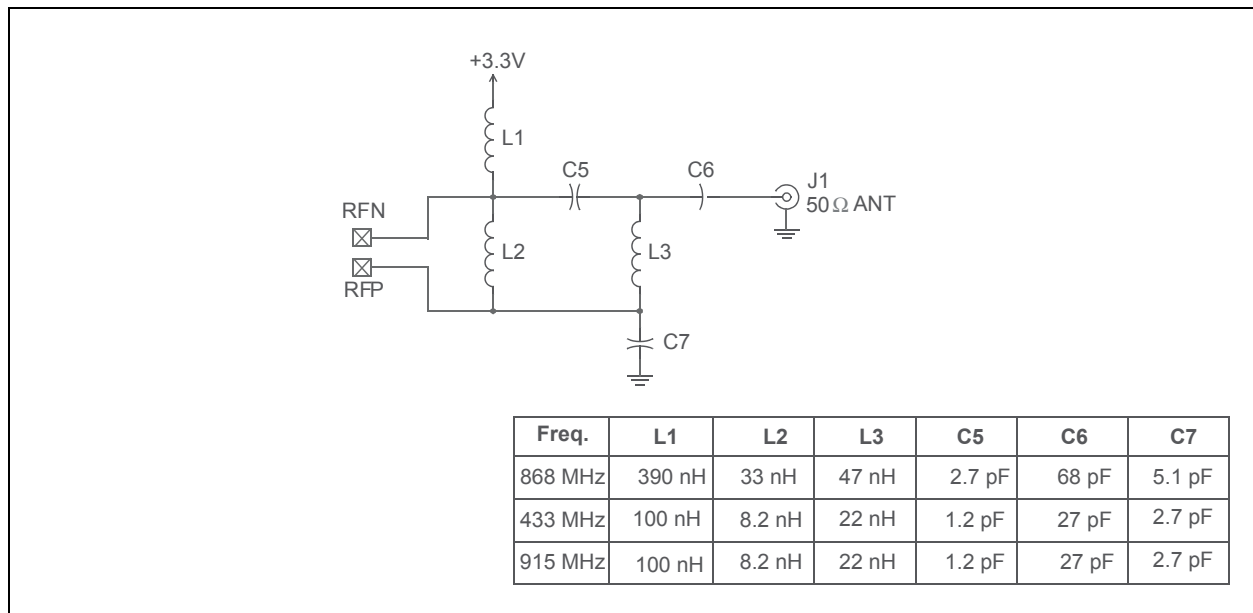 +3.3V
L1
C5
C6
J1
50 Ω ANT
RFN
L2
L3
RFP
C7
Freq. L1 L2 L3 C5 C6 C7
868 MHz 390 nH 33 nH 47 nH 2.7 pF 68 pF 5.1 pF
433 MHz 100 nH 8.2 nH 22 nH 1.2 pF 27 pF 2.7 pF
915 MHz 100 nH 8.2 nH 22 nH 1.2 pF 27 pF 2.7 pF